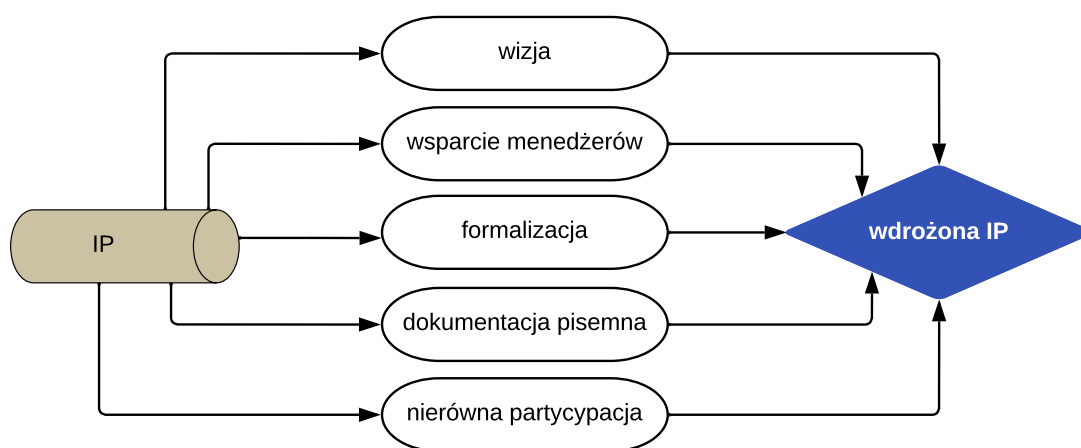 wizja
wsparcie menedżerów
IP
formalizacja
wdrożona IP
dokumentacja pisemna
nierówna partycypacja